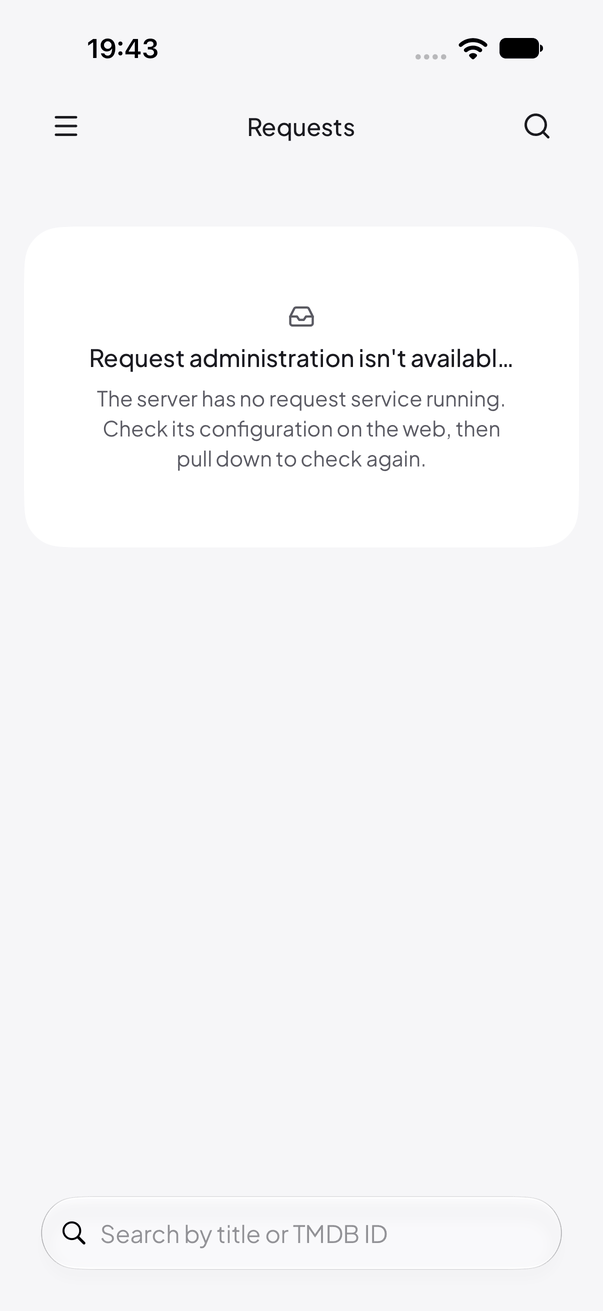 19:43
Requests
Request administration isn't availabl...
The server has no request service running.
Check its configuration on the web, then
pull down to check again.
Search by title or TMDB ID